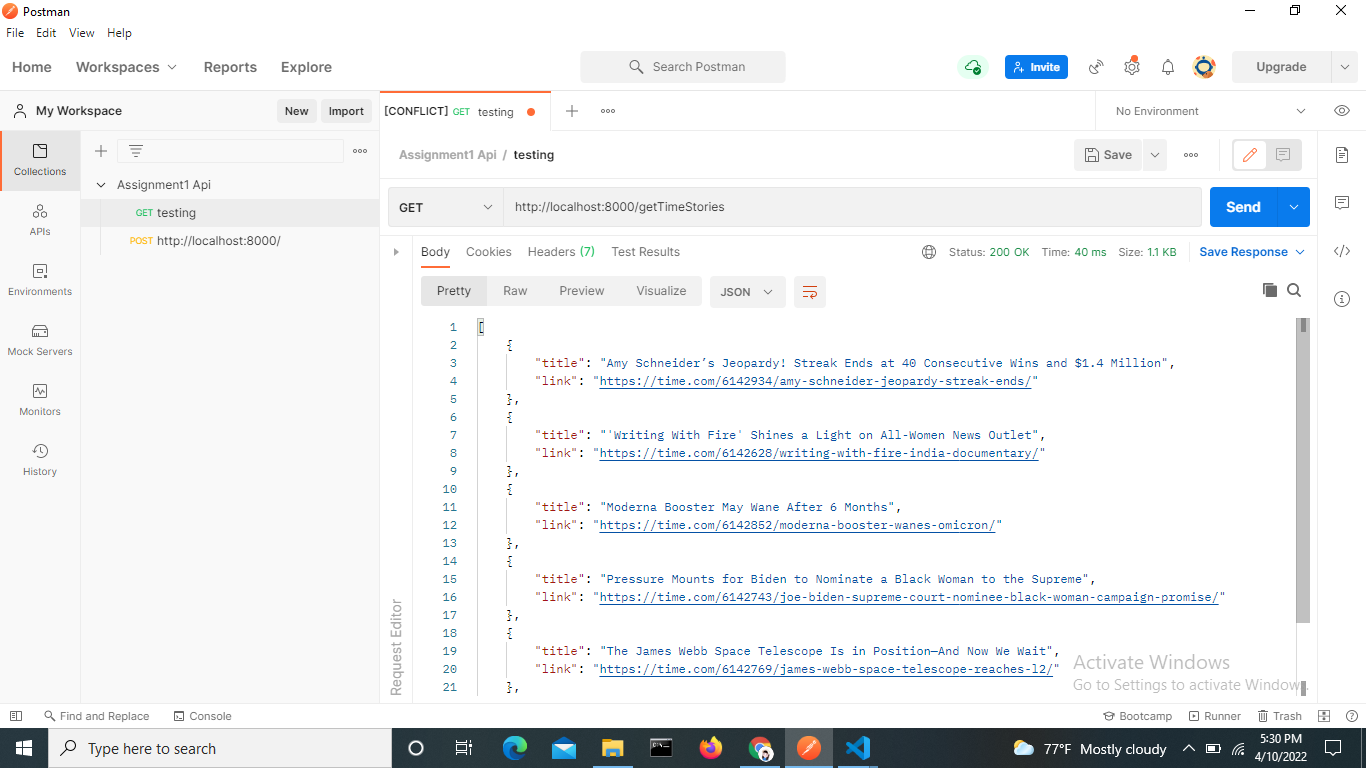 Postman
File Edit View Help
Home Workspaces Reports Explore Search Postman Invite Upgrade
My Workspace New Import [CONFLICT] GET testing No Environment
Assignment1 Api / testing Save
Collections
Assignment1 Api
GET testing
POST http://localhost:8000/
APIs
Environments
Mock Servers
Monitors
History
GET http://localhost:8000/getTimeStories Send
Body Cookies Headers (7) Test Results Status: 200 OK Time: 40 ms Size: 1.1 KB Save Response
Pretty Raw Preview Visualize JSON
Request Editor
1 [
2 {
3 "title": "Amy Schneider’s Jeopardy! Streak Ends at 40 Consecutive Wins and $1.4 Million",
4 "link": "https://time.com/6142934/amy-schneider-jeopardy-streak-ends/"
5 },
6 {
7 "title": "'Writing With Fire' Shines a Light on All-Women News Outlet",
8 "link": "https://time.com/6142628/writing-with-fire-india-documentary/"
9 },
10 {
11 "title": "Moderna Booster May Wane After 6 Months",
12 "link": "https://time.com/6142852/moderna-booster-wanes-omicron/"
13 },
14 {
15 "title": "Pressure Mounts for Biden to Nominate a Black Woman to the Supreme",
16 "link": "https://time.com/6142743/joe-biden-supreme-court-nominee-black-woman-campaign-promise/"
17 },
18 {
19 "title": "The James Webb Space Telescope Is in Position—And Now We Wait",
20 "link": "https://time.com/6142769/james-webb-space-telescope-reaches-l2/"
21 },
Activate Windows
Go to Settings to activate Windows.
Find and Replace Console Bootcamp Runner Trash
Type here to search 77°F Mostly cloudy 5:30 PM
4/10/2022